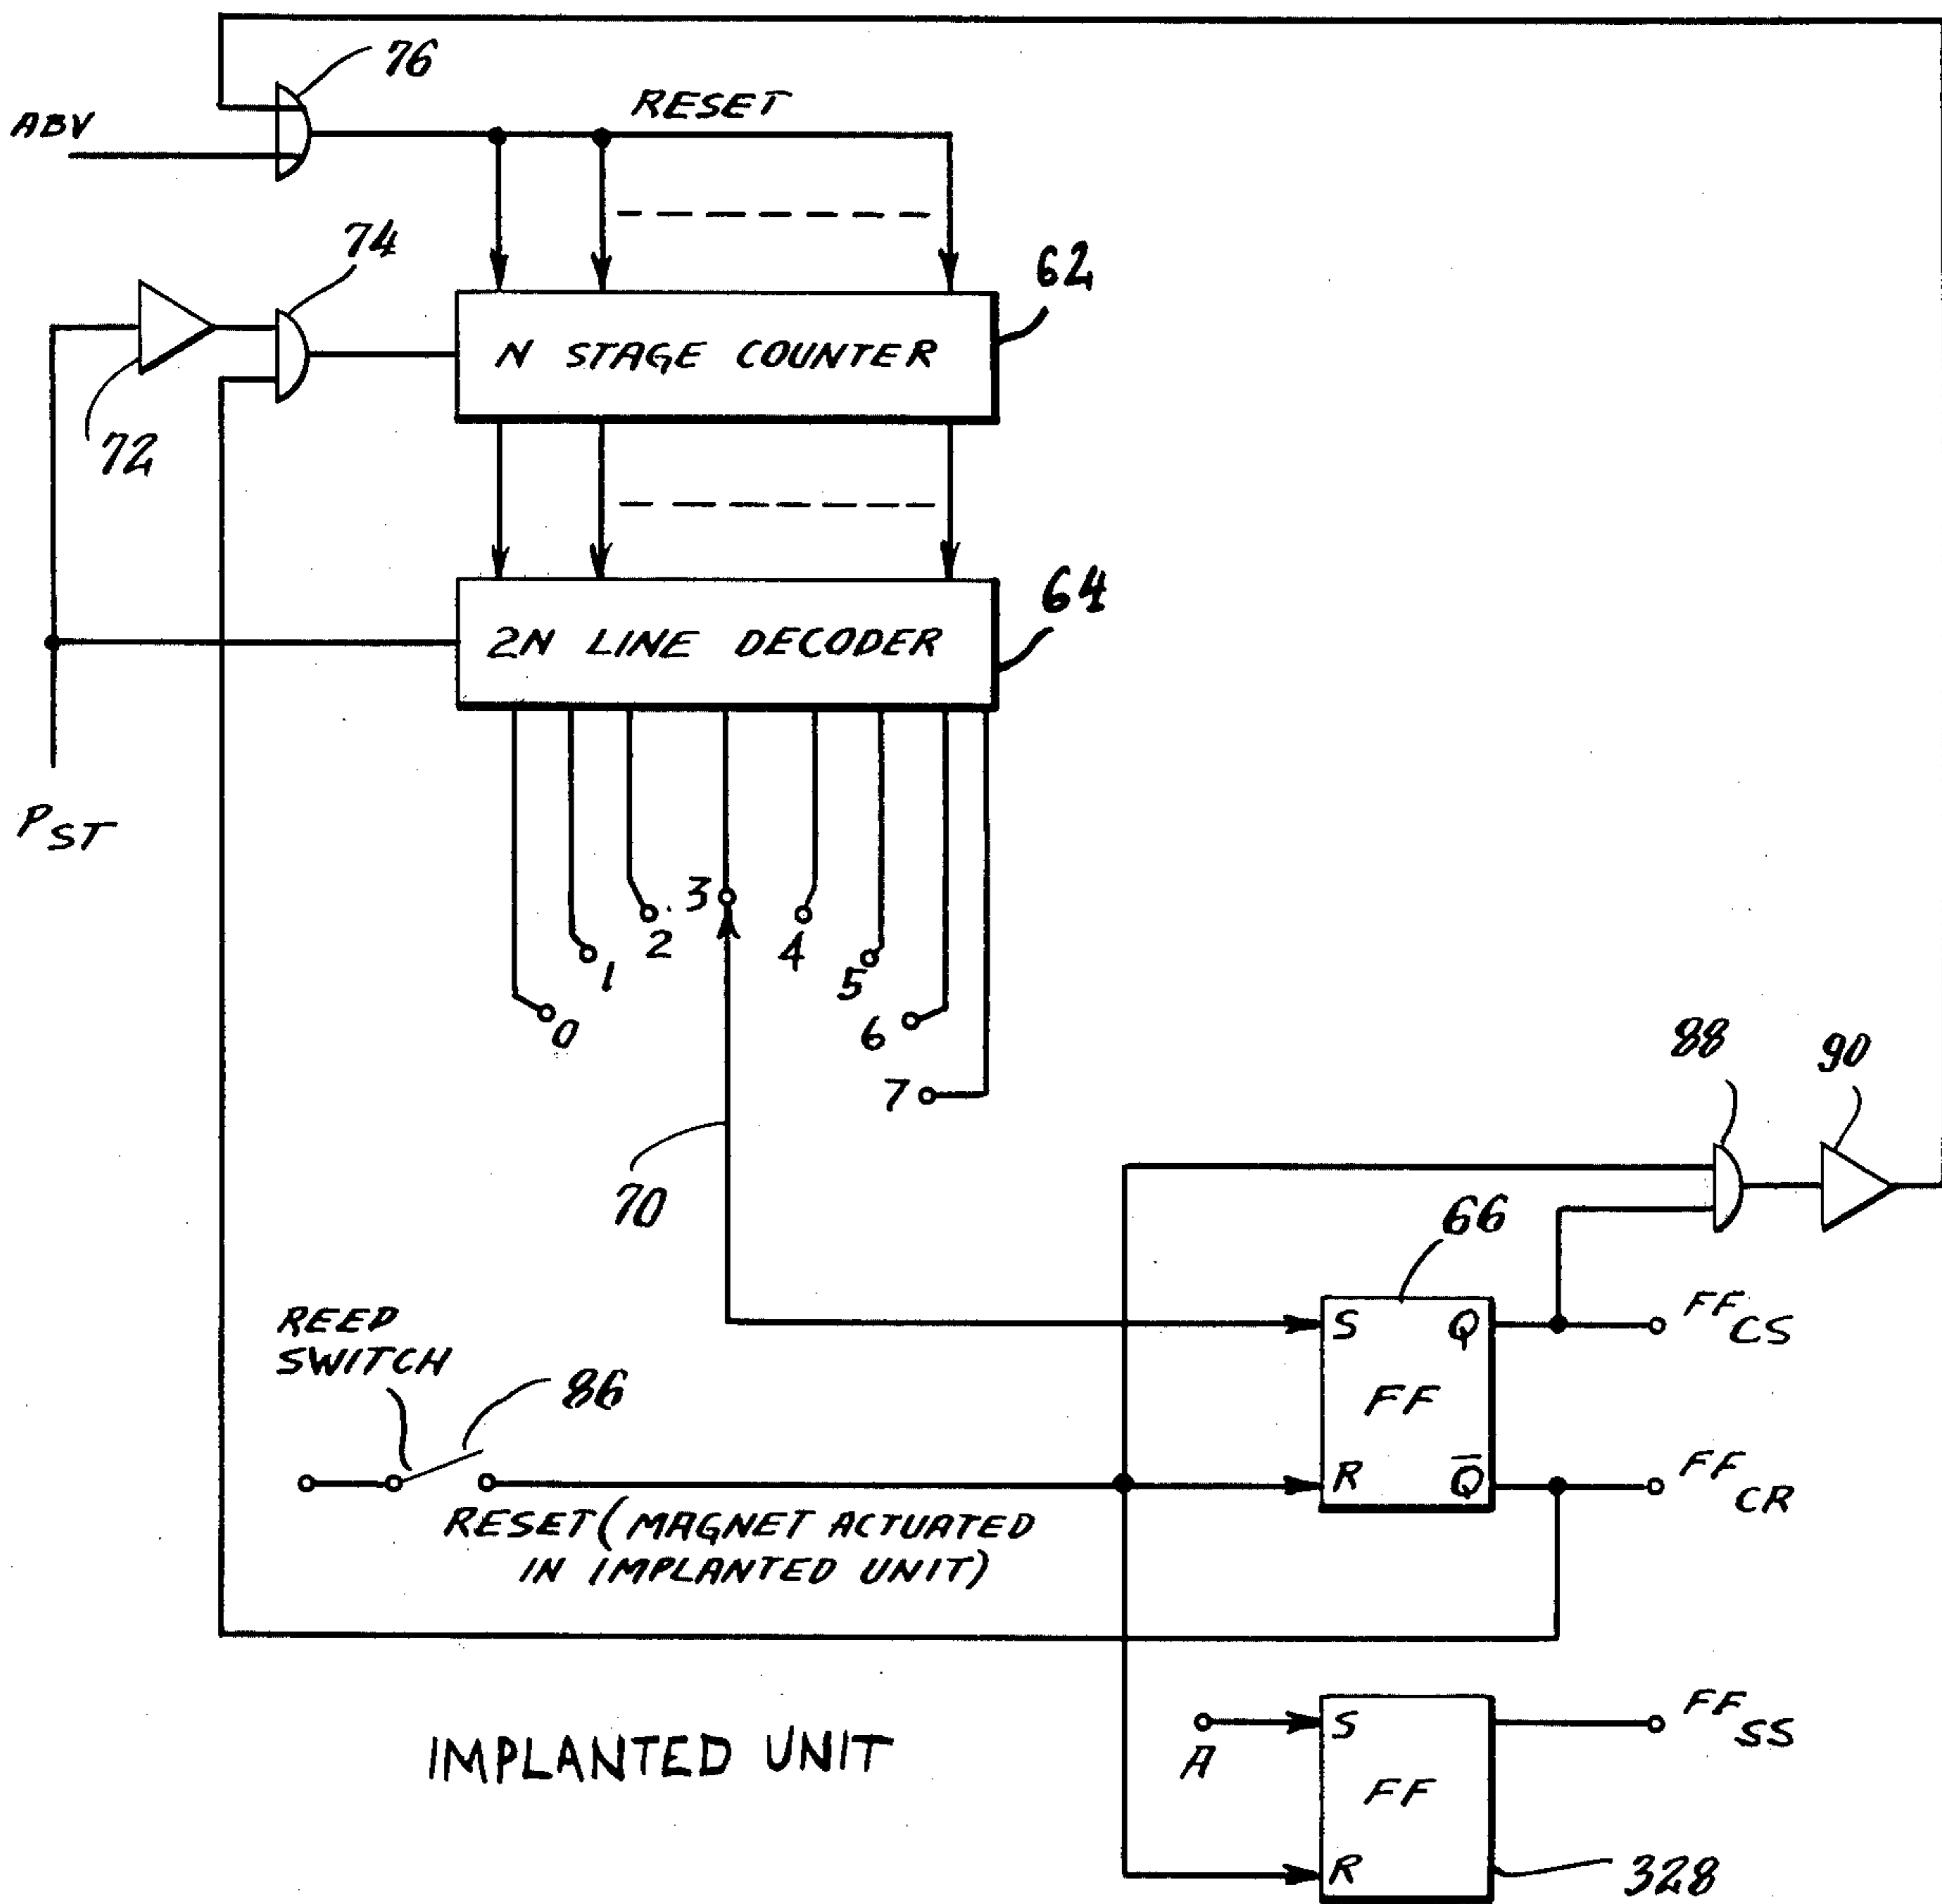 76
ABV
RESET
74
62
N STAGE COUNTER
72
64
2N LINE DECODER
PST
3
2
4
1
5
0
6
7
88
90
70
66
REED
SWITCH
86
S Q
FFCS
FF
R Q̅
FFCR
RESET (MAGNET ACTUATED
IN IMPLANTED UNIT)
IMPLANTED UNIT
A
S
FFSS
FF
R
328